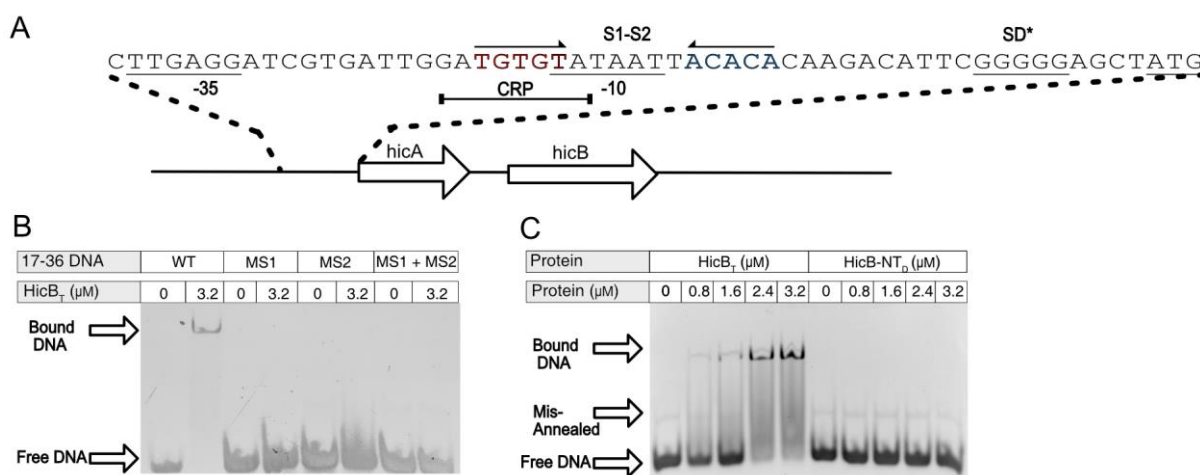 A
S1-S2 SD*
CTTGAGGATCGTGATTGGATGTGTATAATTACACACAAGACATTCGGGGGAGCTATG
-35 CRP -10
hicA hicB
B
17-36 DNA WT MS1 MS2 MS1 + MS2
HicB_T (μM) 0 3.2 0 3.2 0 3.2 0 3.2
Bound DNA
Free DNA
C
Protein HicB_T (μM) HicB-NT_D (μM)
Protein (μM) 0 0.8 1.6 2.4 3.2 0 0.8 1.6 2.4 3.2
Bound DNA
Mis-Annealed
Free DNA